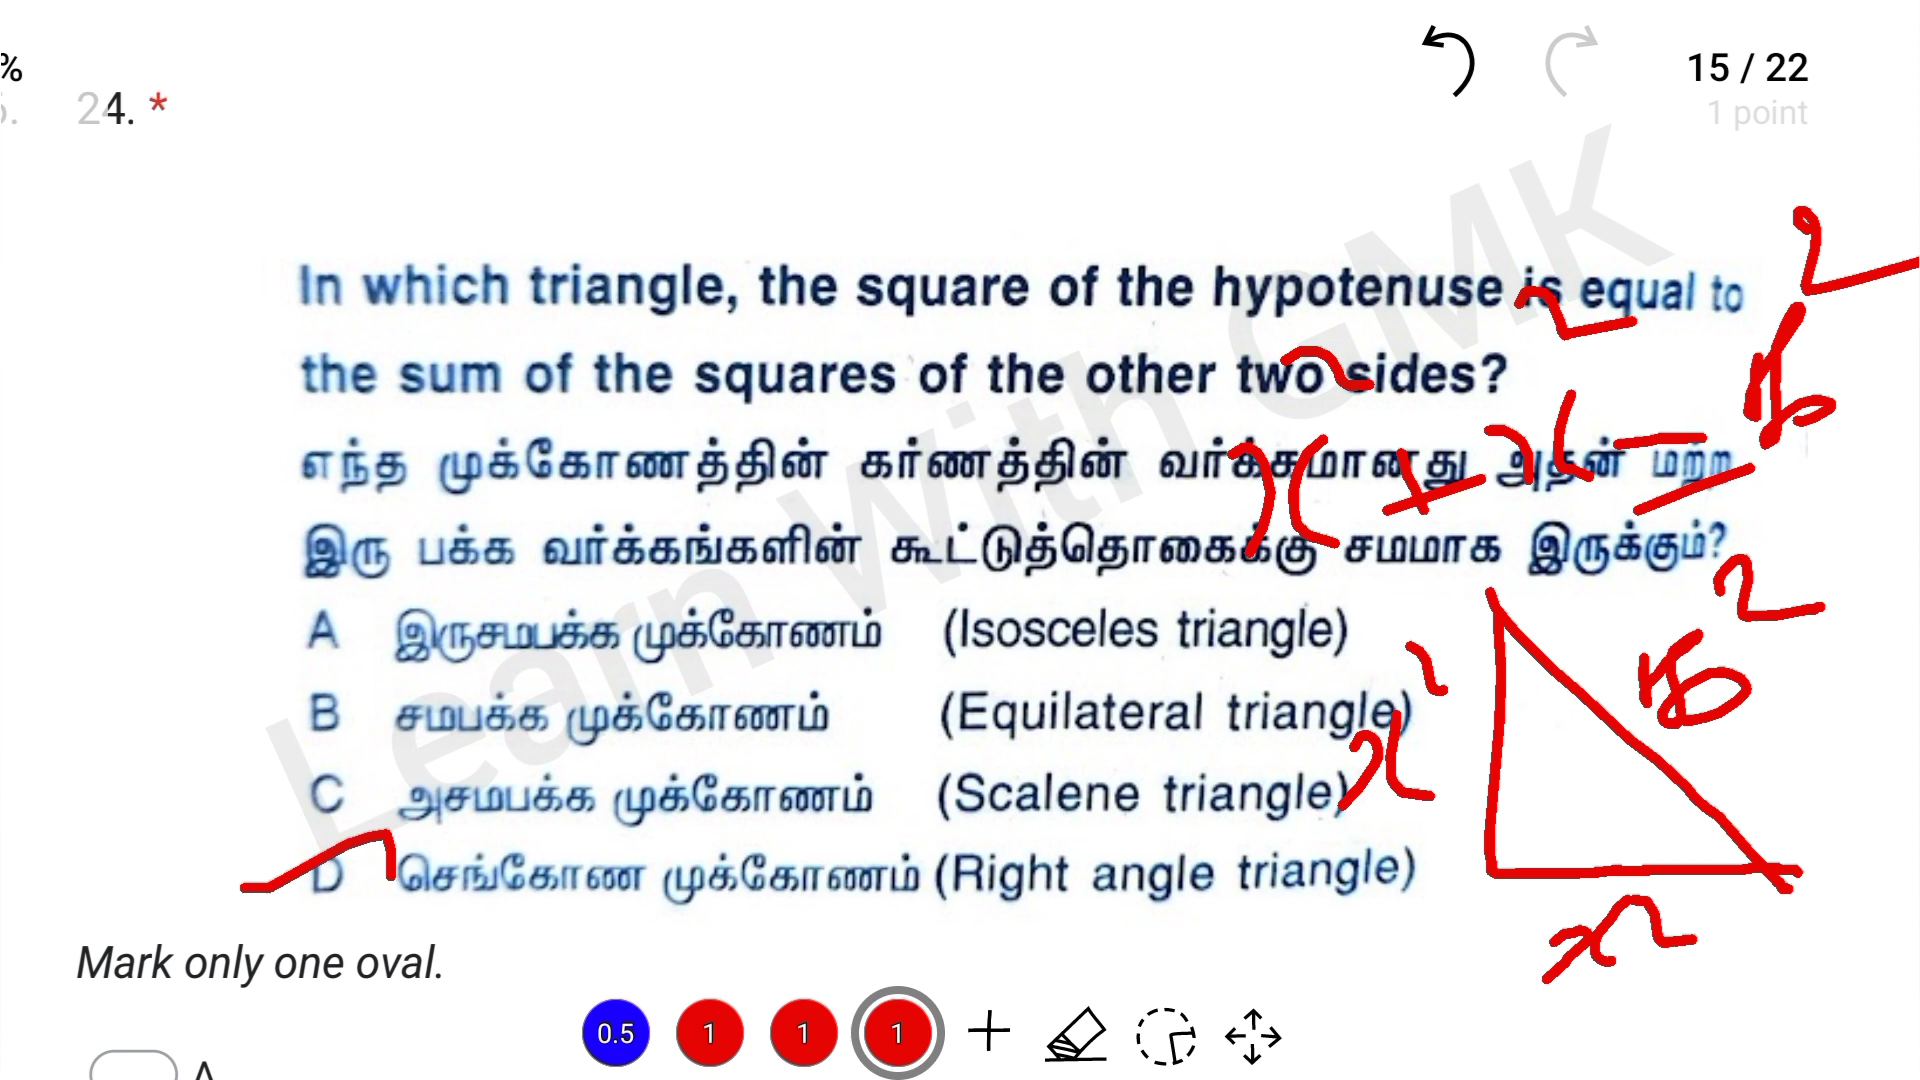 %
15 / 22
24. *
1 point
In which triangle, the square of the hypotenuse is equal to
the sum of the squares of the other two sides?
எந்த முக்கோணத்தின் கர்ணத்தின் வர்க்கமானது அதன் மற்ற
இரு பக்க வர்க்கங்களின் கூட்டுத்தொகைக்கு சமமாக இருக்கும்?
A இருசமபக்க முக்கோணம் (Isosceles triangle)
B சமபக்க முக்கோணம் (Equilateral triangle)
C அசமபக்க முக்கோணம் (Scalene triangle)
D செங்கோண முக்கோணம் (Right angle triangle)
Learn With GMK
Mark only one oval.
0.5 1 1 1
A